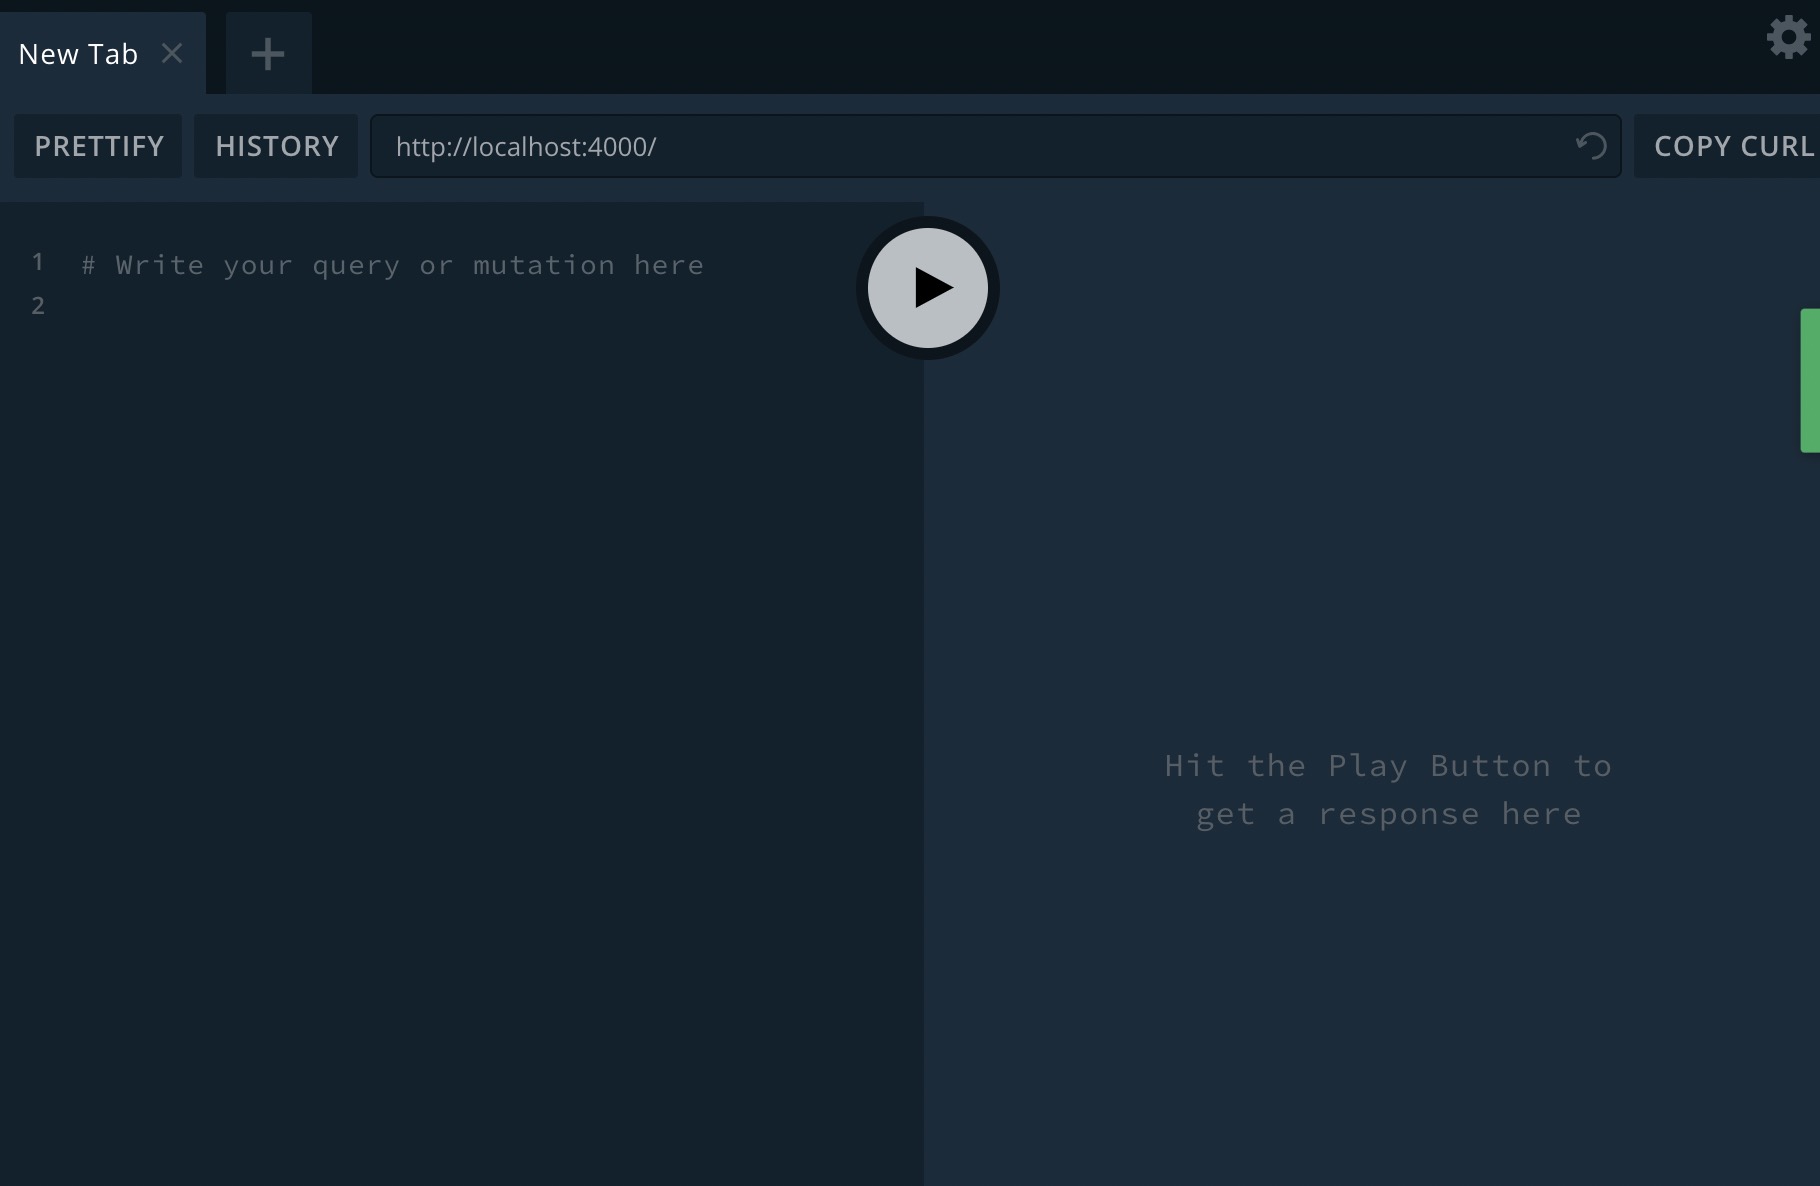 New Tab
PRETTIFY
HISTORY
http://localhost:4000/
COPY CURL
1 # Write your query or mutation here
2
Hit the Play Button to
get a response here